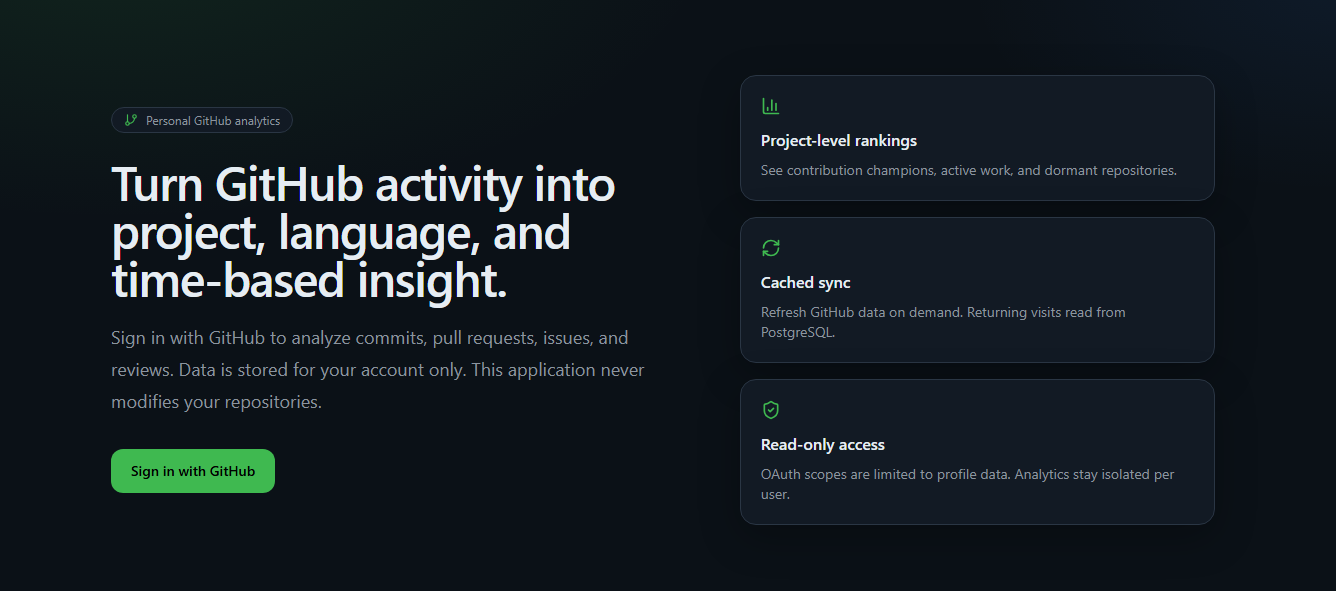 Personal GitHub analytics
Turn GitHub activity into
project, language, and
time-based insight.
Sign in with GitHub to analyze commits, pull requests, issues, and
reviews. Data is stored for your account only. This application never
modifies your repositories.
Sign in with GitHub
Project-level rankings
See contribution champions, active work, and dormant repositories.
Cached sync
Refresh GitHub data on demand. Returning visits read from
PostgreSQL.
Read-only access
OAuth scopes are limited to profile data. Analytics stay isolated per
user.